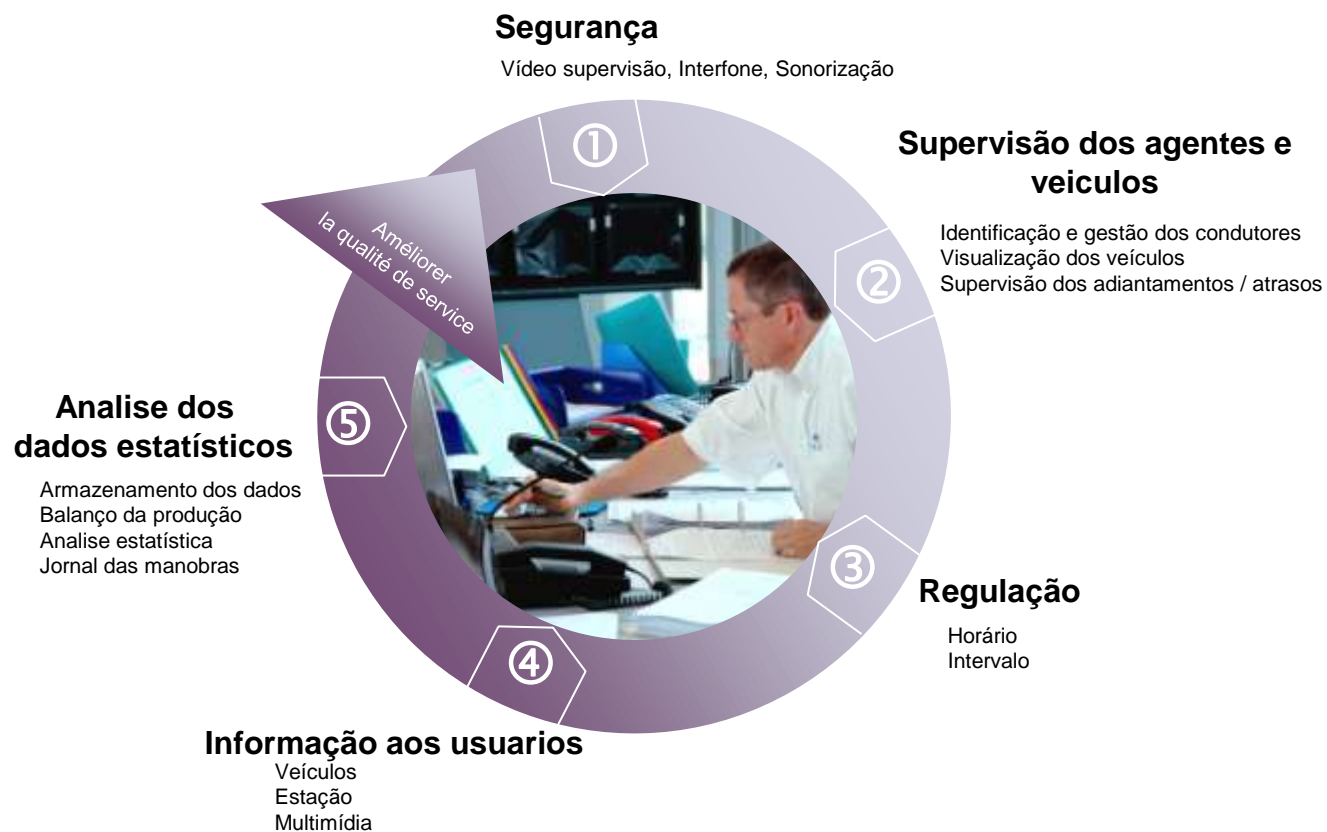 Segurança
Vídeo supervisão, Interfone, Sonorização
①
Supervisão dos agentes e
veiculos
Identificação e gestão dos condutores
Visualização dos veículos
Supervisão dos adiantamentos / atrasos
②
Améliorer
la qualité de service
③
Regulação
Horário
Intervalo
④
Informação aos usuarios
Veículos
Estação
Multimídia
⑤
Analise dos
dados estatísticos
Armazenamento dos dados
Balanço da produção
Analise estatística
Jornal das manobras